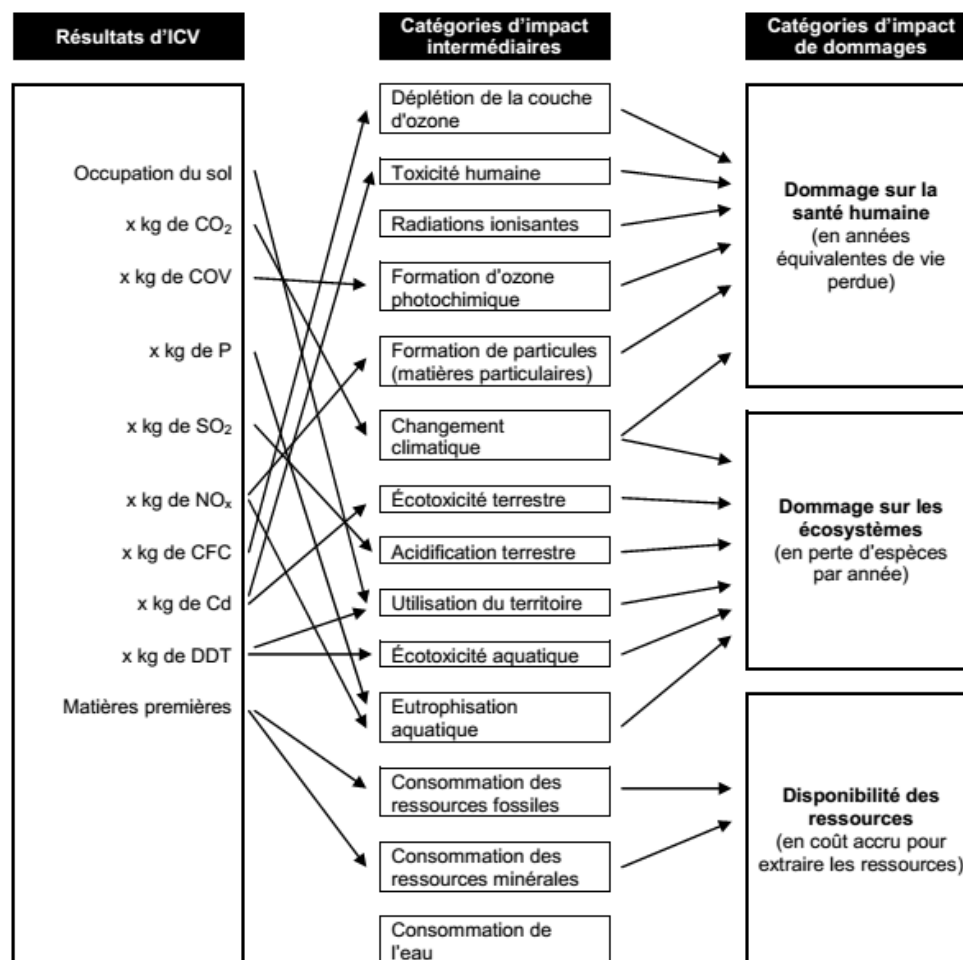 Résultats d'ICV
Catégories d'impact
intermédiaires
Catégories d'impact
de dommages
Occupation du sol
x kg de CO₂
x kg de COV
x kg de P
x kg de SO₂
x kg de NOₓ
x kg de CFC
x kg de Cd
x kg de DDT
Matières premières
Déplétion de la couche
d'ozone
Toxicité humaine
Radiations ionisantes
Formation d'ozone
photochimique
Formation de particules
(matières particulaires)
Changement
climatique
Écotoxicité terrestre
Acidification terrestre
Utilisation du territoire
Écotoxicité aquatique
Eutrophisation
aquatique
Consommation des
ressources fossiles
Consommation des
ressources minérales
Consommation de
l'eau
Dommage sur la
santé humaine
(en années
équivalentes de vie
perdue)
Dommage sur les
écosystèmes
(en perte d'espèces
par année)
Disponibilité des
ressources
(en coût accru pour
extraire les ressources)